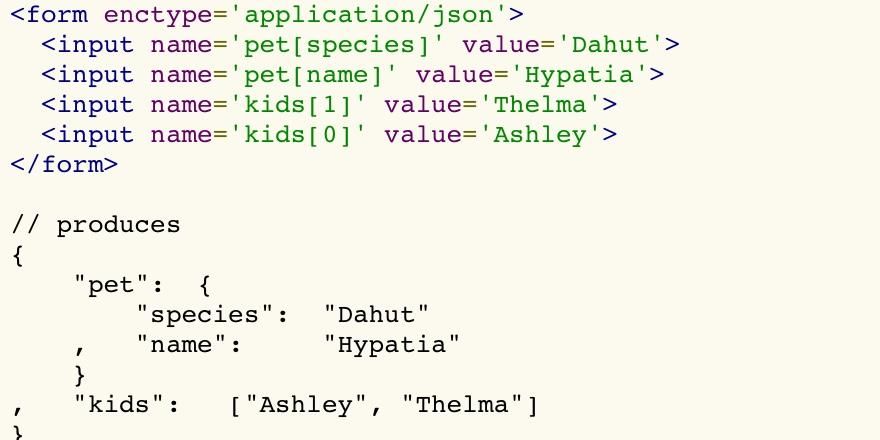 <form enctype='application/json'>
  <input name='pet[species]' value='Dahut'>
  <input name='pet[name]' value='Hypatia'>
  <input name='kids[1]' value='Thelma'>
  <input name='kids[0]' value='Ashley'>
</form>

// produces
{
    "pet":  {
        "species":  "Dahut"
    ,   "name":     "Hypatia"
    }
,   "kids":   ["Ashley", "Thelma"]
}